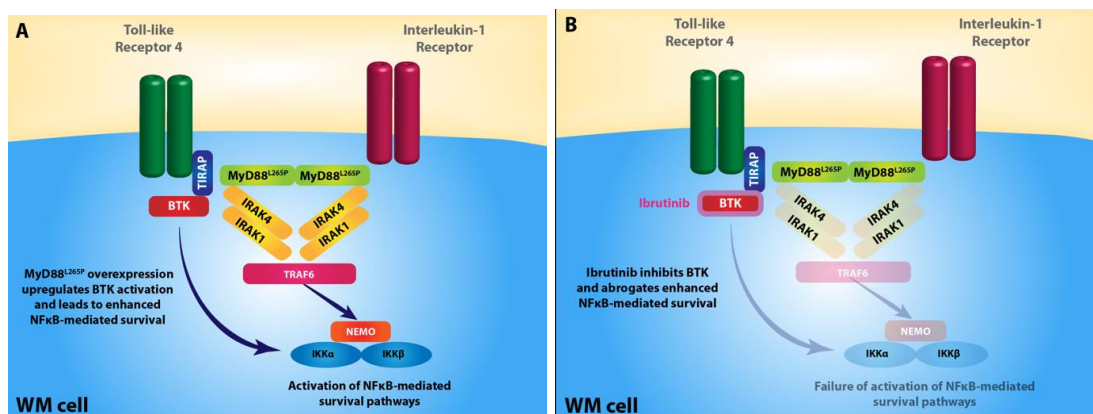 A
Toll-like
Receptor 4
Interleukin-1
Receptor
TIRAP
MyD88L265P
MyD88L265P
BTK
IRAK4
IRAK1
IRAK4
IRAK1
TRAF6
MyD88L265P overexpression
upregulates BTK activation
and leads to enhanced
NFκB-mediated survival
NEMO
IKKα
IKKβ
Activation of NFκB-mediated
survival pathways
WM cell
B
Toll-like
Receptor 4
Interleukin-1
Receptor
TIRAP
MyD88L265P
MyD88L265P
Ibrutinib
BTK
IRAK4
IRAK1
IRAK4
IRAK1
TRAF6
Ibrutinib inhibits BTK
and abrogates enhanced
NFκB-mediated survival
NEMO
IKKα
IKKβ
Failure of activation of NFκB-mediated
survival pathways
WM cell